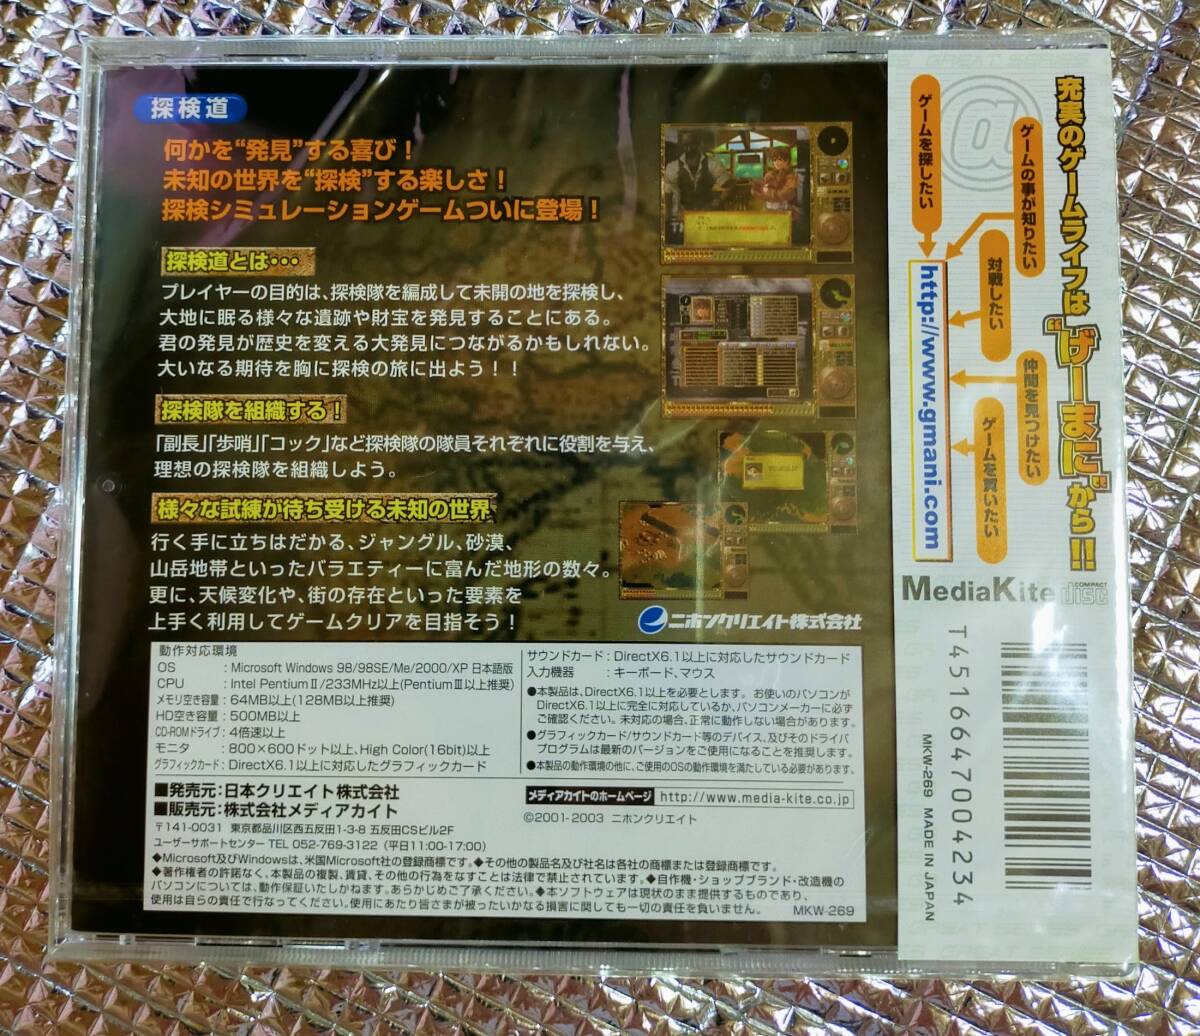 探検道
何かを“発見”する喜び！
未知の世界を“探検”する楽しさ！
探検シミュレーションゲームついに登場！
探検道とは…
プレイヤーの目的は、探検隊を編成して未開の地を探検し、
大地に眠る様々な遺跡や財宝を発見することにある。
君の発見が歴史を変える大発見につながるかもしれない。
大いなる期待を胸に探検の旅に出よう！！
探検隊を組織する！
「副長」「歩哨」「コック」など探検隊の隊員それぞれに役割を与え、
理想の探検隊を組織しよう。
様々な試練が待ち受ける未知の世界
行く手に立ちはだかる、ジャングル、砂漠、
山岳地帯といったバラエティーに富んだ地形の数々。
更に、天候変化や、街の存在といった要素を
上手く利用してゲームクリアを目指そう！
ニホンクリエイト株式会社
動作対応環境
OS : Microsoft Windows 98/98SE/Me/2000/XP 日本語版
CPU : Intel PentiumⅡ/233MHz以上(PentiumⅢ以上推奨)
メモリ空き容量 : 64MB以上(128MB以上推奨)
HD空き容量 : 500MB以上
CD-ROMドライブ : 4倍速以上
モニタ : 800×600ドット以上、High Color(16bit)以上
グラフィックカード : DirectX6.1以上に対応したグラフィックカード
サウンドカード : DirectX6.1以上に対応したサウンドカード
入力機器 : キーボード、マウス
●本製品は、DirectX6.1以上を必要とします。お使いのパソコンが
DirectX6.1以上に完全に対応しているか、パソコンメーカーに必ず
ご確認ください。未対応の場合、正常に動作しない場合があります。
●グラフィックカード/サウンドカード等のデバイス、及びそのドライバ
プログラムは最新のバージョンをご使用になることを推奨します。
●本製品の動作環境の他に、ご使用のOSの動作環境を満たしている必要があります。
■発売元:日本クリエイト株式会社
■販売元:株式会社メディアカイト
〒141-0031 東京都品川区西五反田1-3-8 五反田CSビル2F
ユーザーサポートセンター TEL 052-769-3122 (平日11:00-17:00)
メディアカイトのホームページ http://www.media-kite.co.jp
©2001-2003 ニホンクリエイト
◆Microsoft及びWindowsは、米国Microsoft社の登録商標です。◆その他の製品名及び社名は各社の商標または登録商標です。
◆著作権者の許諾なく、本製品の複製、賃貸、その他の行為をなすことは法律で禁止されています。◆自作機・ショップブランド・改造機の
パソコンについては、動作保証いたしかねます。あらかじめご了承ください。◆本ソフトウェアは現状のまま提供するものであり、
使用は自らの責任で行なってください。使用にあたり皆さまが被ったいかなる損害に関しても一切の責任を負いません。
MKW-269
充実のゲームライフは“げーまに”から!!
@
ゲームの事が知りたい
ゲームを探したい
対戦したい
仲間を見つけたい
ゲームを買いたい
http://www.gmani.com
MediaKite
COMPACT
disc
T4516647004234
MKW-269 MADE IN JAPAN